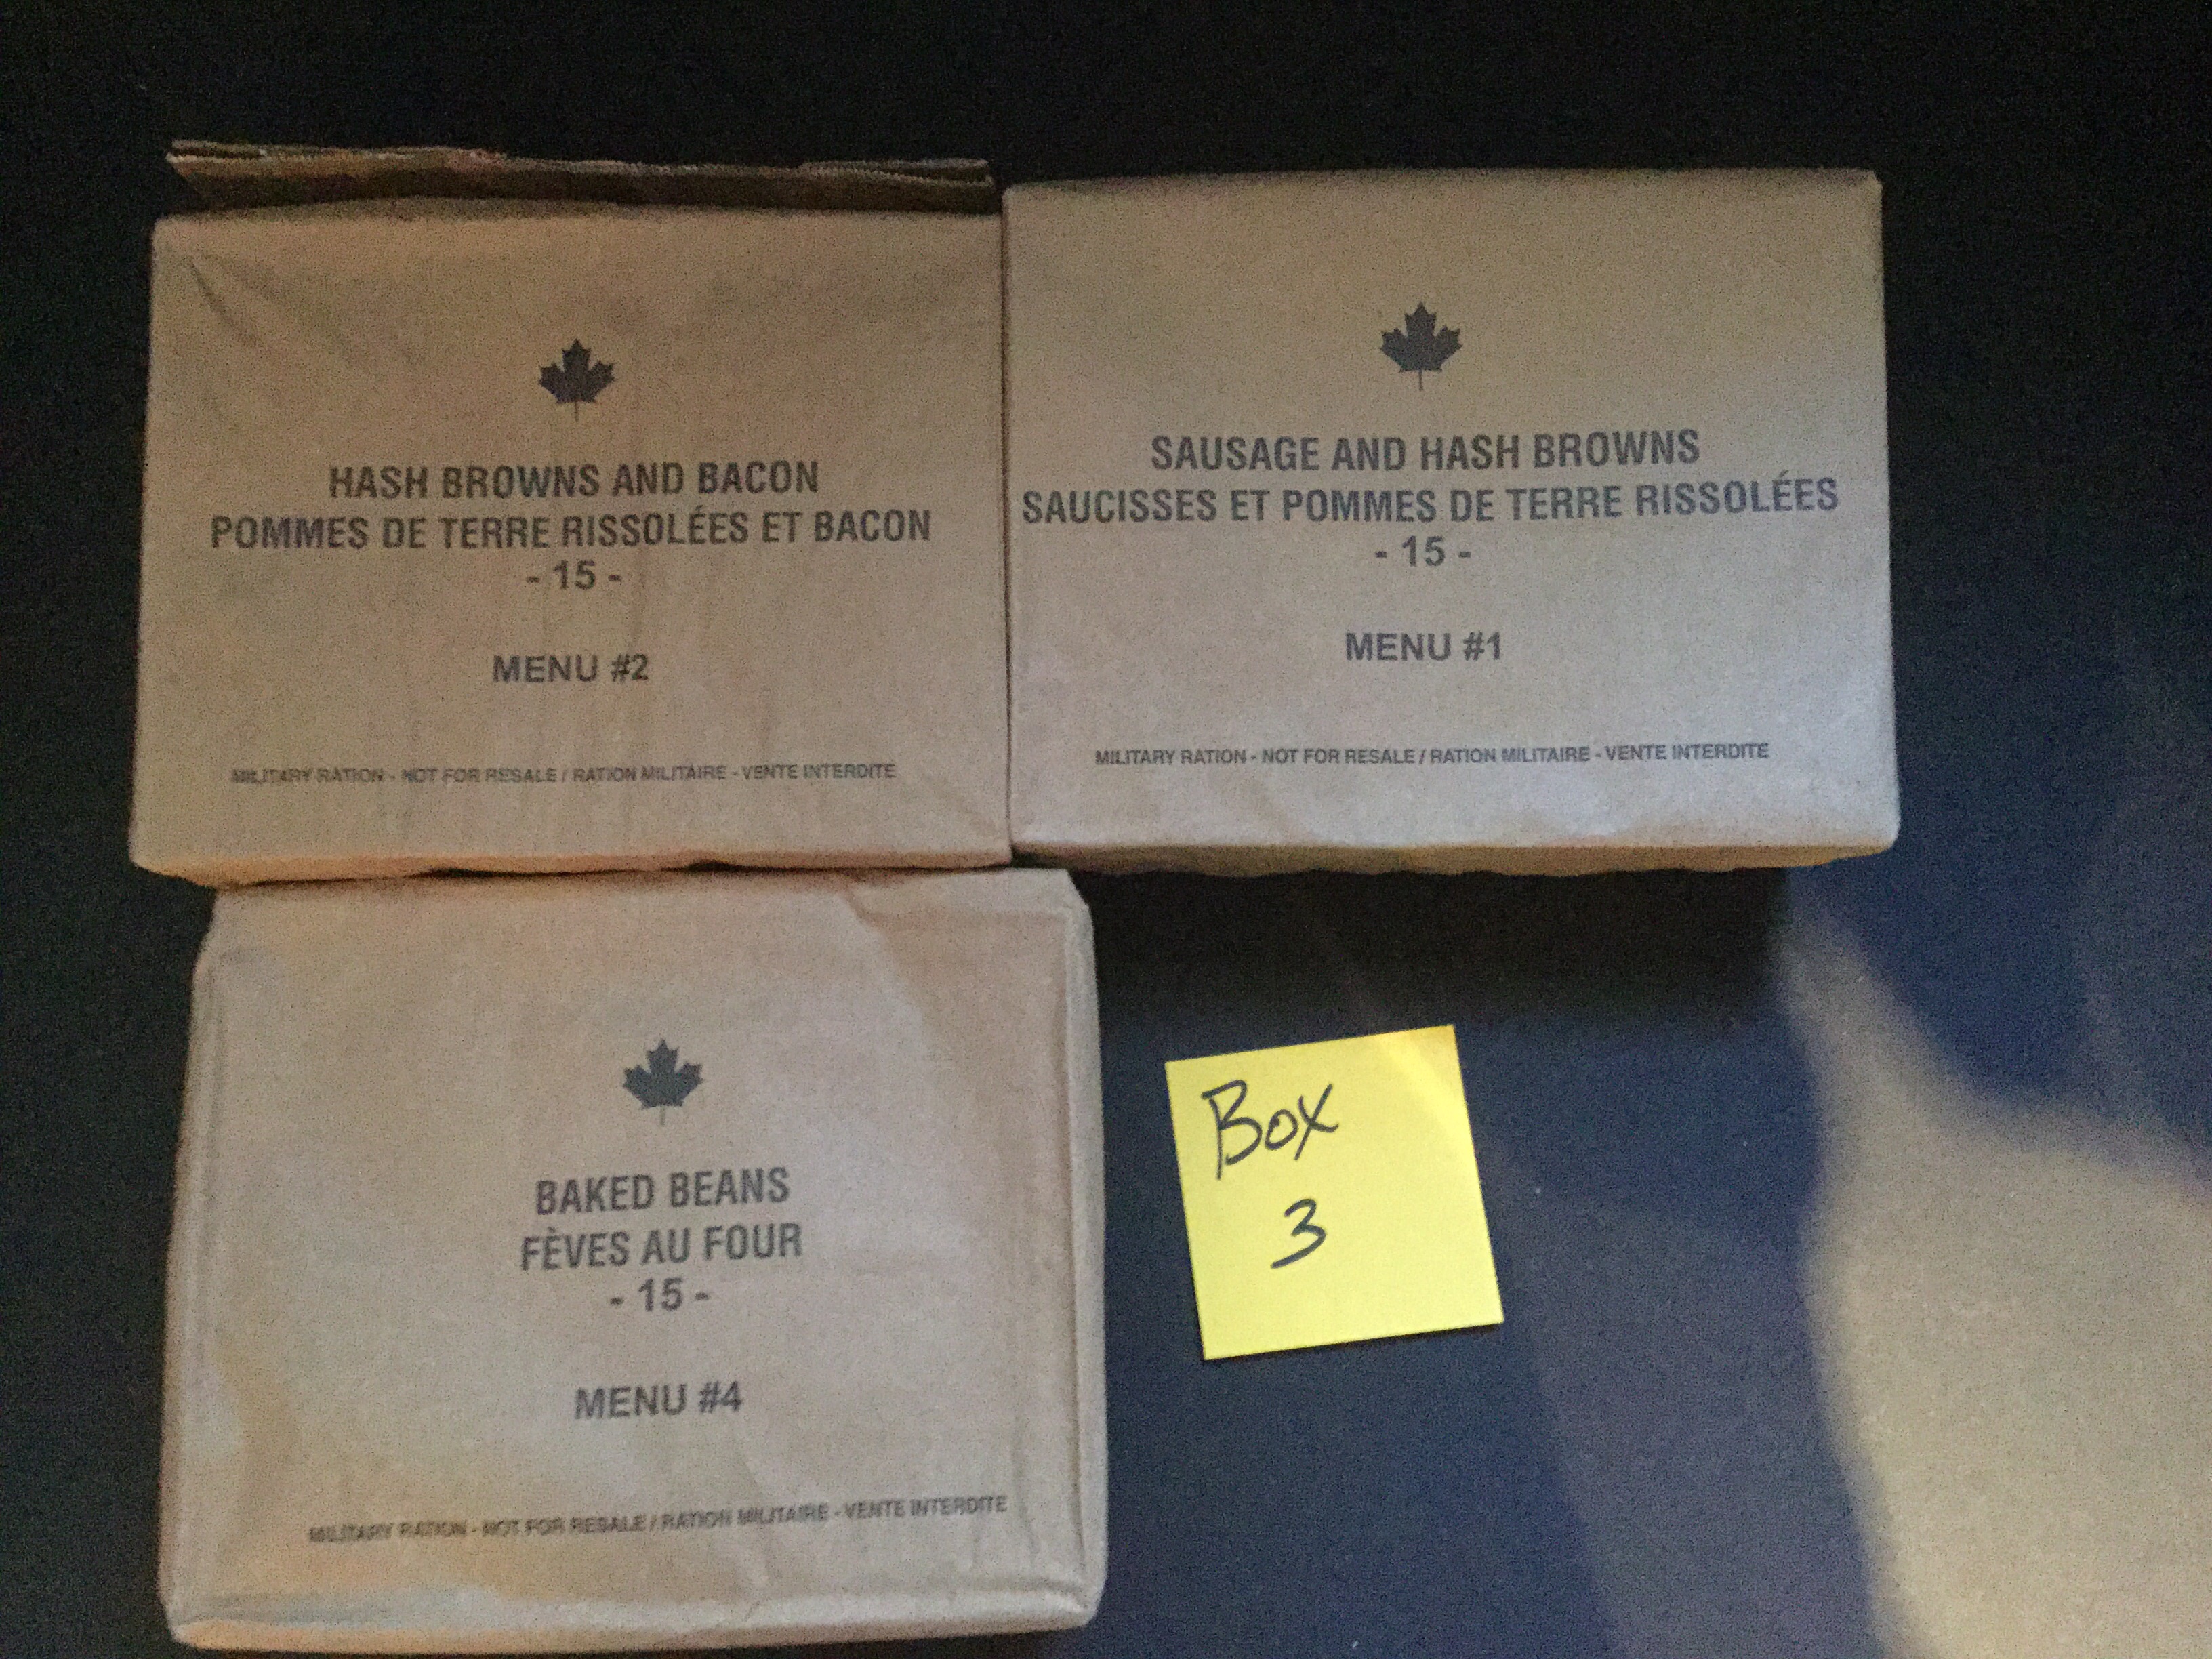 HASH BROWNS AND BACON
POMMES DE TERRE RISSOLÉES ET BACON
- 15 -
MENU #2
MILITARY RATION - NOT FOR RESALE / RATION MILITAIRE - VENTE INTERDITE
SAUSAGE AND HASH BROWNS
SAUCISSES ET POMMES DE TERRE RISSOLÉES
- 15 -
MENU #1
MILITARY RATION - NOT FOR RESALE / RATION MILITAIRE - VENTE INTERDITE
BAKED BEANS
FÈVES AU FOUR
- 15 -
MENU #4
MILITARY RATION - NOT FOR RESALE / RATION MILITAIRE - VENTE INTERDITE
Box
3